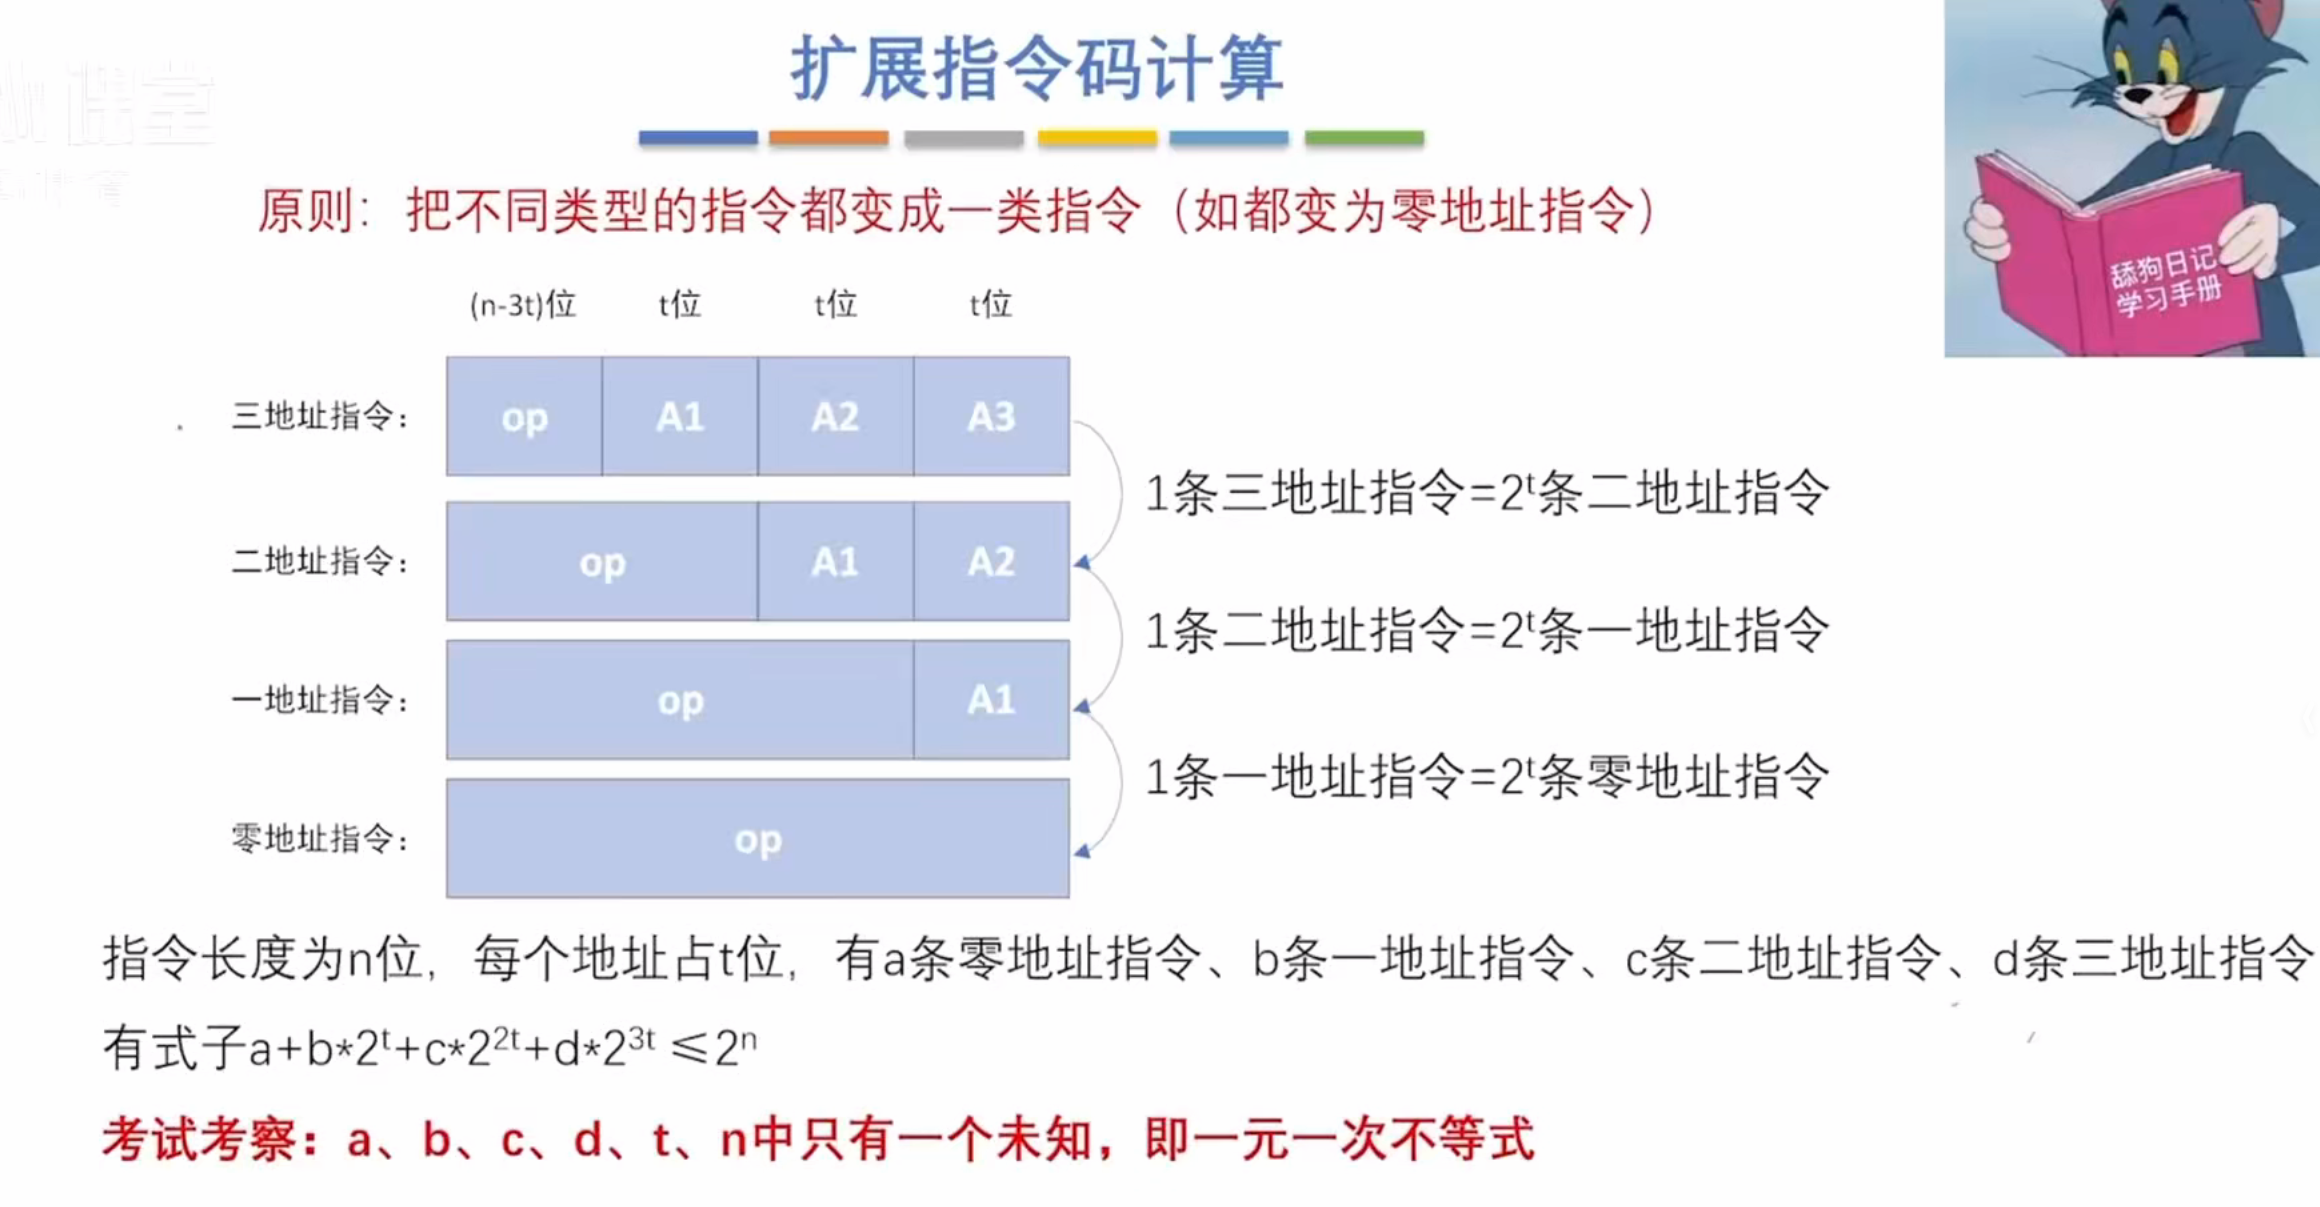 扩展指令码计算
课堂
原则：把不同类型的指令都变成一类指令（如都变为零地址指令）
舔狗日记
学习手册
(n-3t)位 t位 t位 t位
三地址指令： op A1 A2 A3
1条三地址指令=2ᵗ条二地址指令
二地址指令： op A1 A2
1条二地址指令=2ᵗ条一地址指令
一地址指令： op A1
1条一地址指令=2ᵗ条零地址指令
零地址指令： op
指令长度为n位，每个地址占t位，有a条零地址指令、b条一地址指令、c条二地址指令、d条三地址指令
有式子a+b*2ᵗ+c*2²ᵗ+d*2³ᵗ ≤2ⁿ
考试考察：a、b、c、d、t、n中只有一个未知，即一元一次不等式